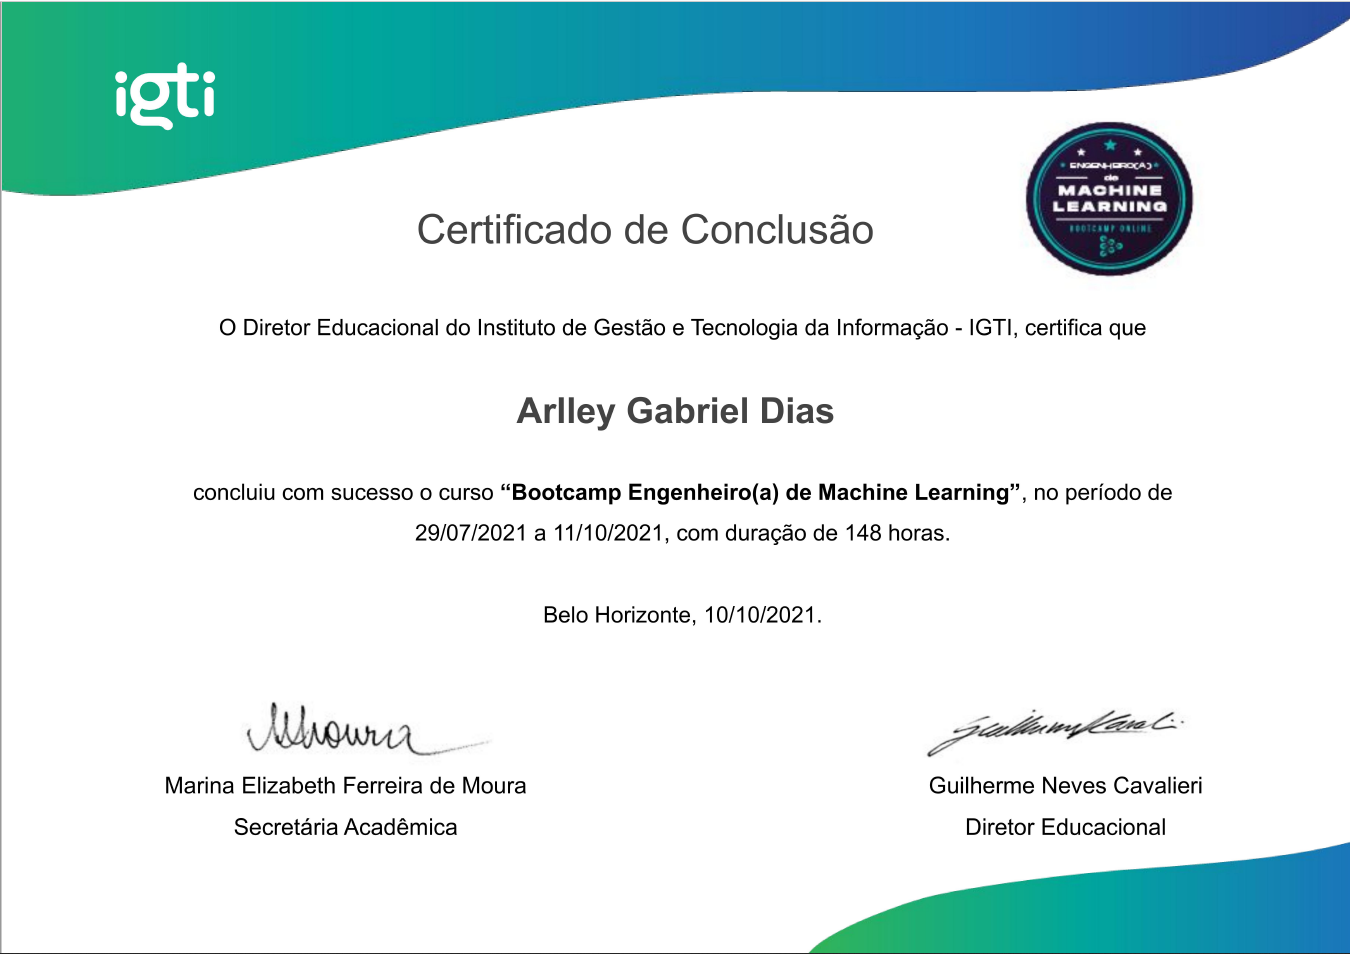 igti
ENGENHEIRO(A)
de
MACHINE
LEARNING
BOOTCAMP ONLINE
Certificado de Conclusão
O Diretor Educacional do Instituto de Gestão e Tecnologia da Informação - IGTI, certifica que
Arlley Gabriel Dias
concluiu com sucesso o curso “Bootcamp Engenheiro(a) de Machine Learning”, no período de
29/07/2021 a 11/10/2021, com duração de 148 horas.
Belo Horizonte, 10/10/2021.
Marina Elizabeth Ferreira de Moura
Secretária Acadêmica
Guilherme Neves Cavalieri
Diretor Educacional